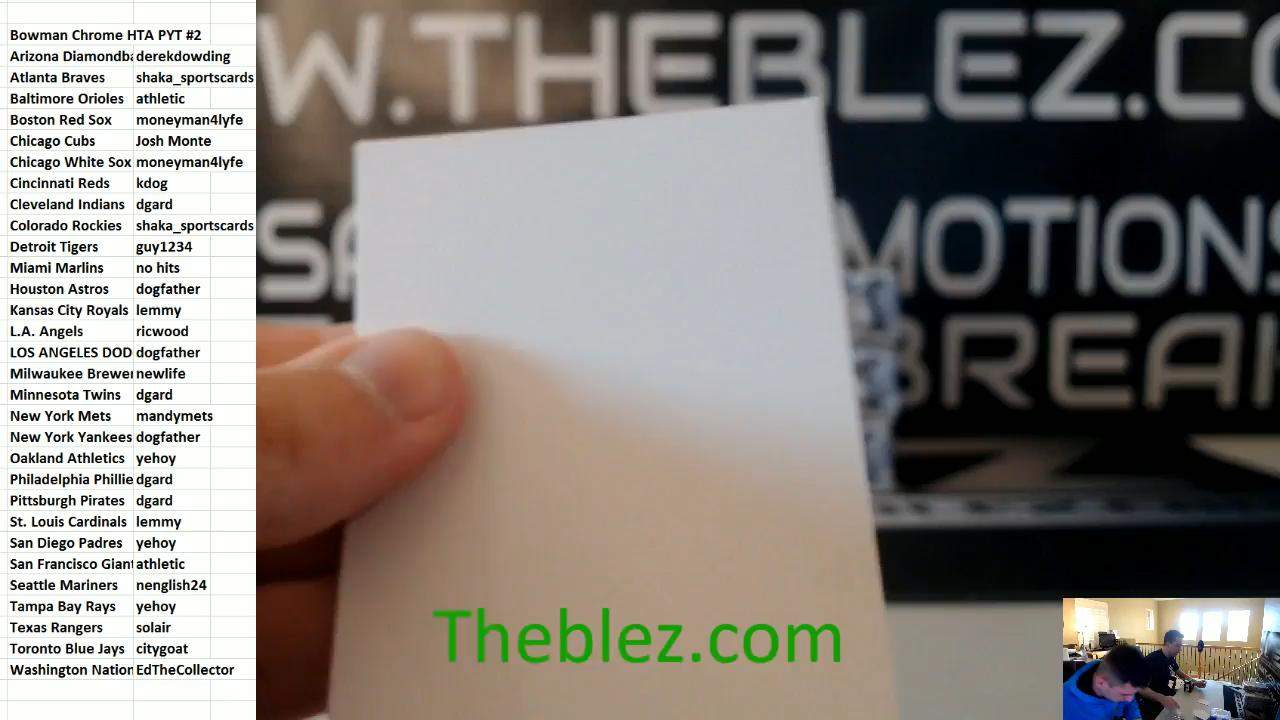 Bowman Chrome HTA PYT #2
Arizona Diamondba derekdowding
Atlanta Braves shaka_sportscards
Baltimore Orioles athletic
Boston Red Sox moneyman4lyfe
Chicago Cubs Josh Monte
Chicago White Sox moneyman4lyfe
Cincinnati Reds kdog
Cleveland Indians dgard
Colorado Rockies shaka_sportscards
Detroit Tigers guy1234
Miami Marlins no hits
Houston Astros dogfather
Kansas City Royals lemmy
L.A. Angels ricwood
LOS ANGELES DOD dogfather
Milwaukee Brewer newlife
Minnesota Twins dgard
New York Mets mandymets
New York Yankees dogfather
Oakland Athletics yehoy
Philadelphia Phillie dgard
Pittsburgh Pirates dgard
St. Louis Cardinals lemmy
San Diego Padres yehoy
San Francisco Giant athletic
Seattle Mariners nenglish24
Tampa Bay Rays yehoy
Texas Rangers solair
Toronto Blue Jays citygoat
Washington Nation EdTheCollector
W.THEBLEZ.CO
SA MOTIONS
BREA
Theblez.com